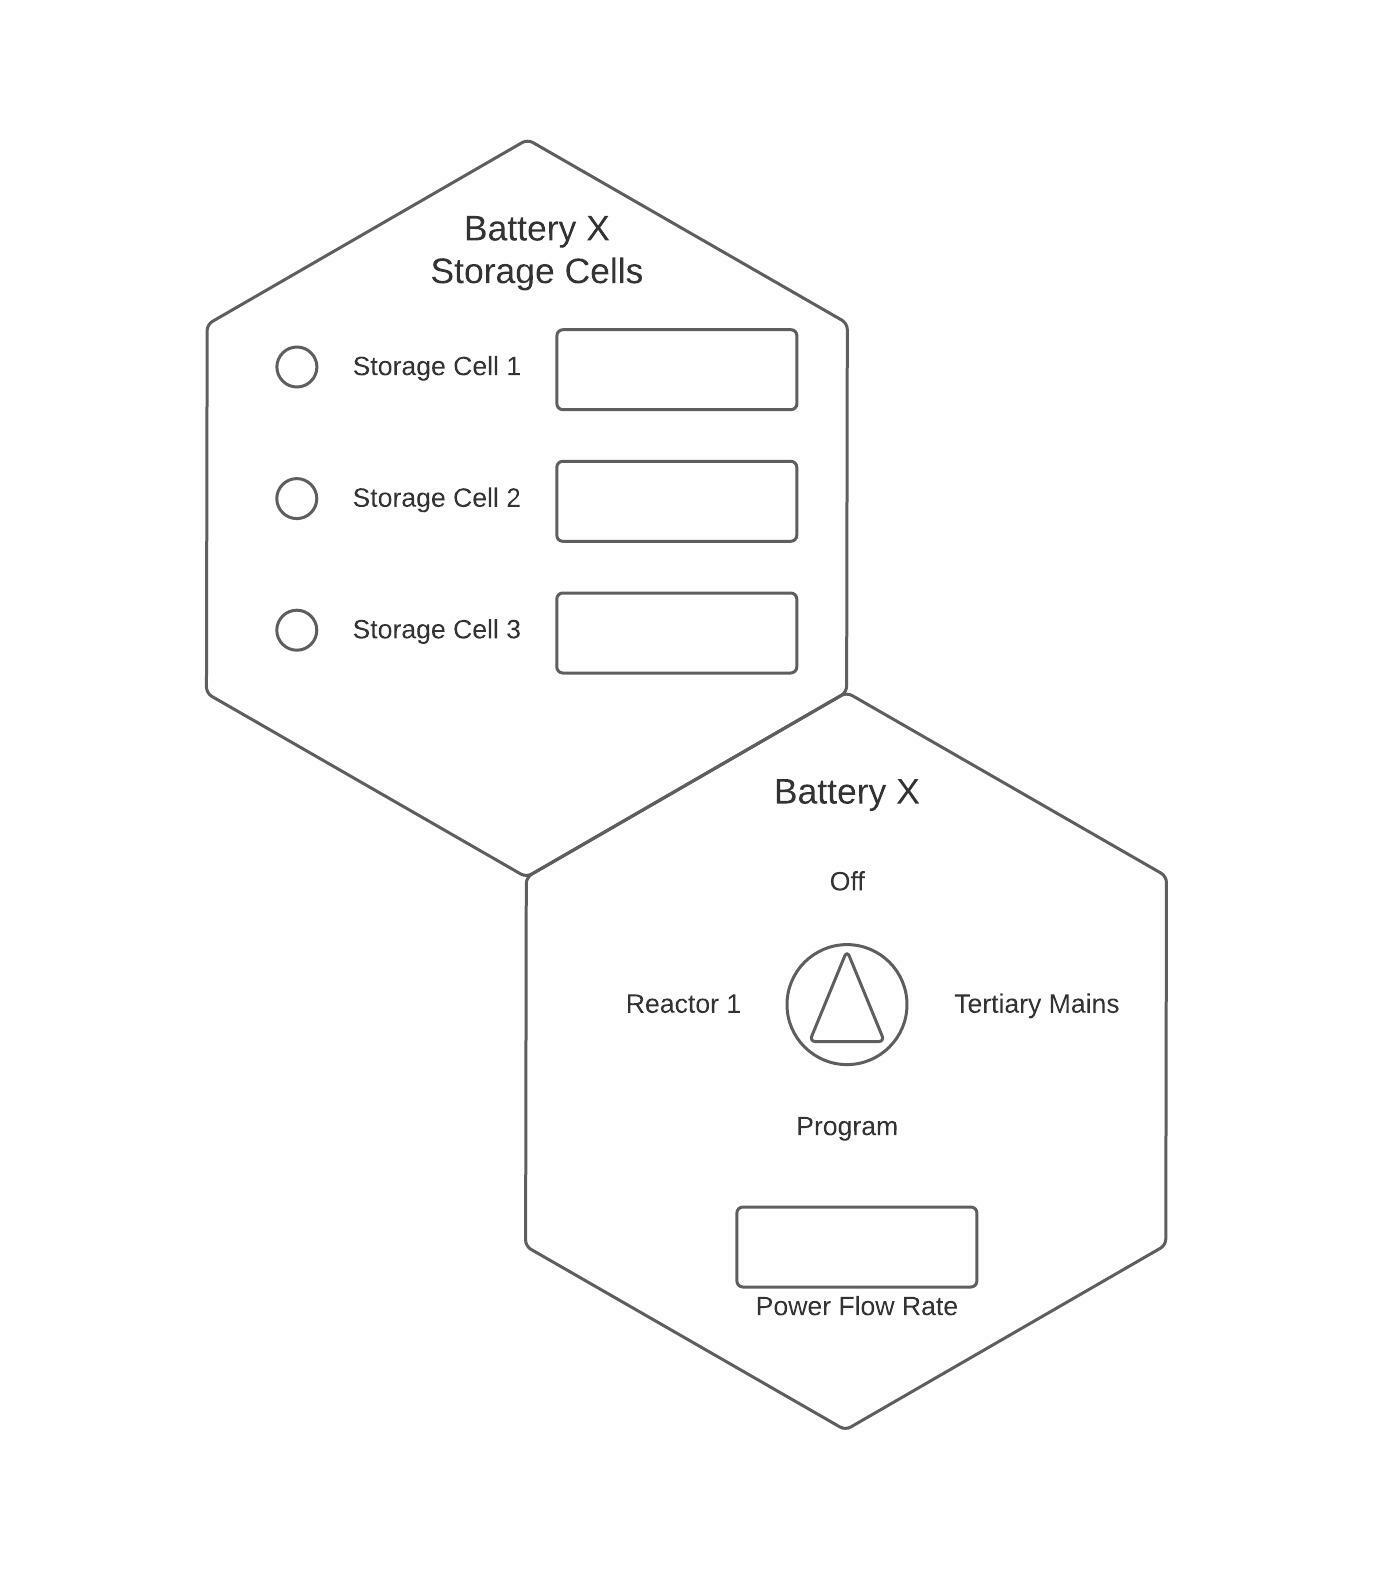 Battery X
Storage Cells
Storage Cell 1
Storage Cell 2
Storage Cell 3
Battery X
Off
Reactor 1
Tertiary Mains
Program
Power Flow Rate